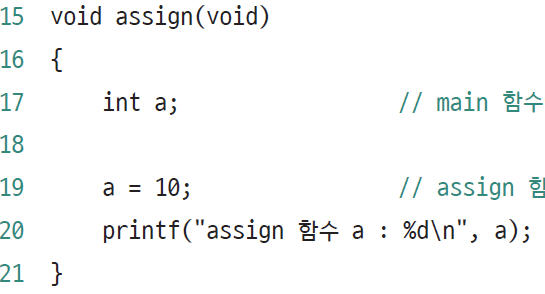 15 void assign(void)
16 {
17     int a;                 // main 함수
18
19     a = 10;                // assign
20     printf("assign 함수 a : %d\n", a);
21 }